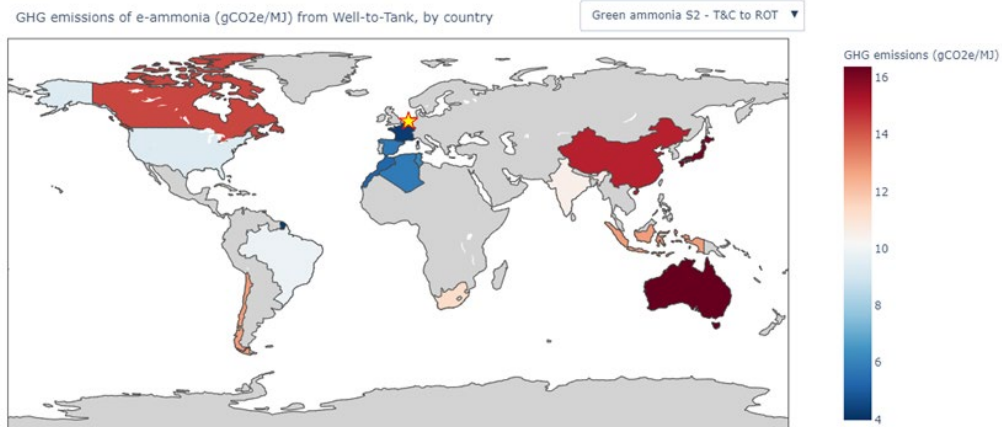 GHG emissions of e-ammonia (gCO2e/MJ) from Well-to-Tank, by country
Green ammonia S2 - T&C to ROT ▼
GHG emissions (gCO2e/MJ)
16
14
12
10
8
6
4